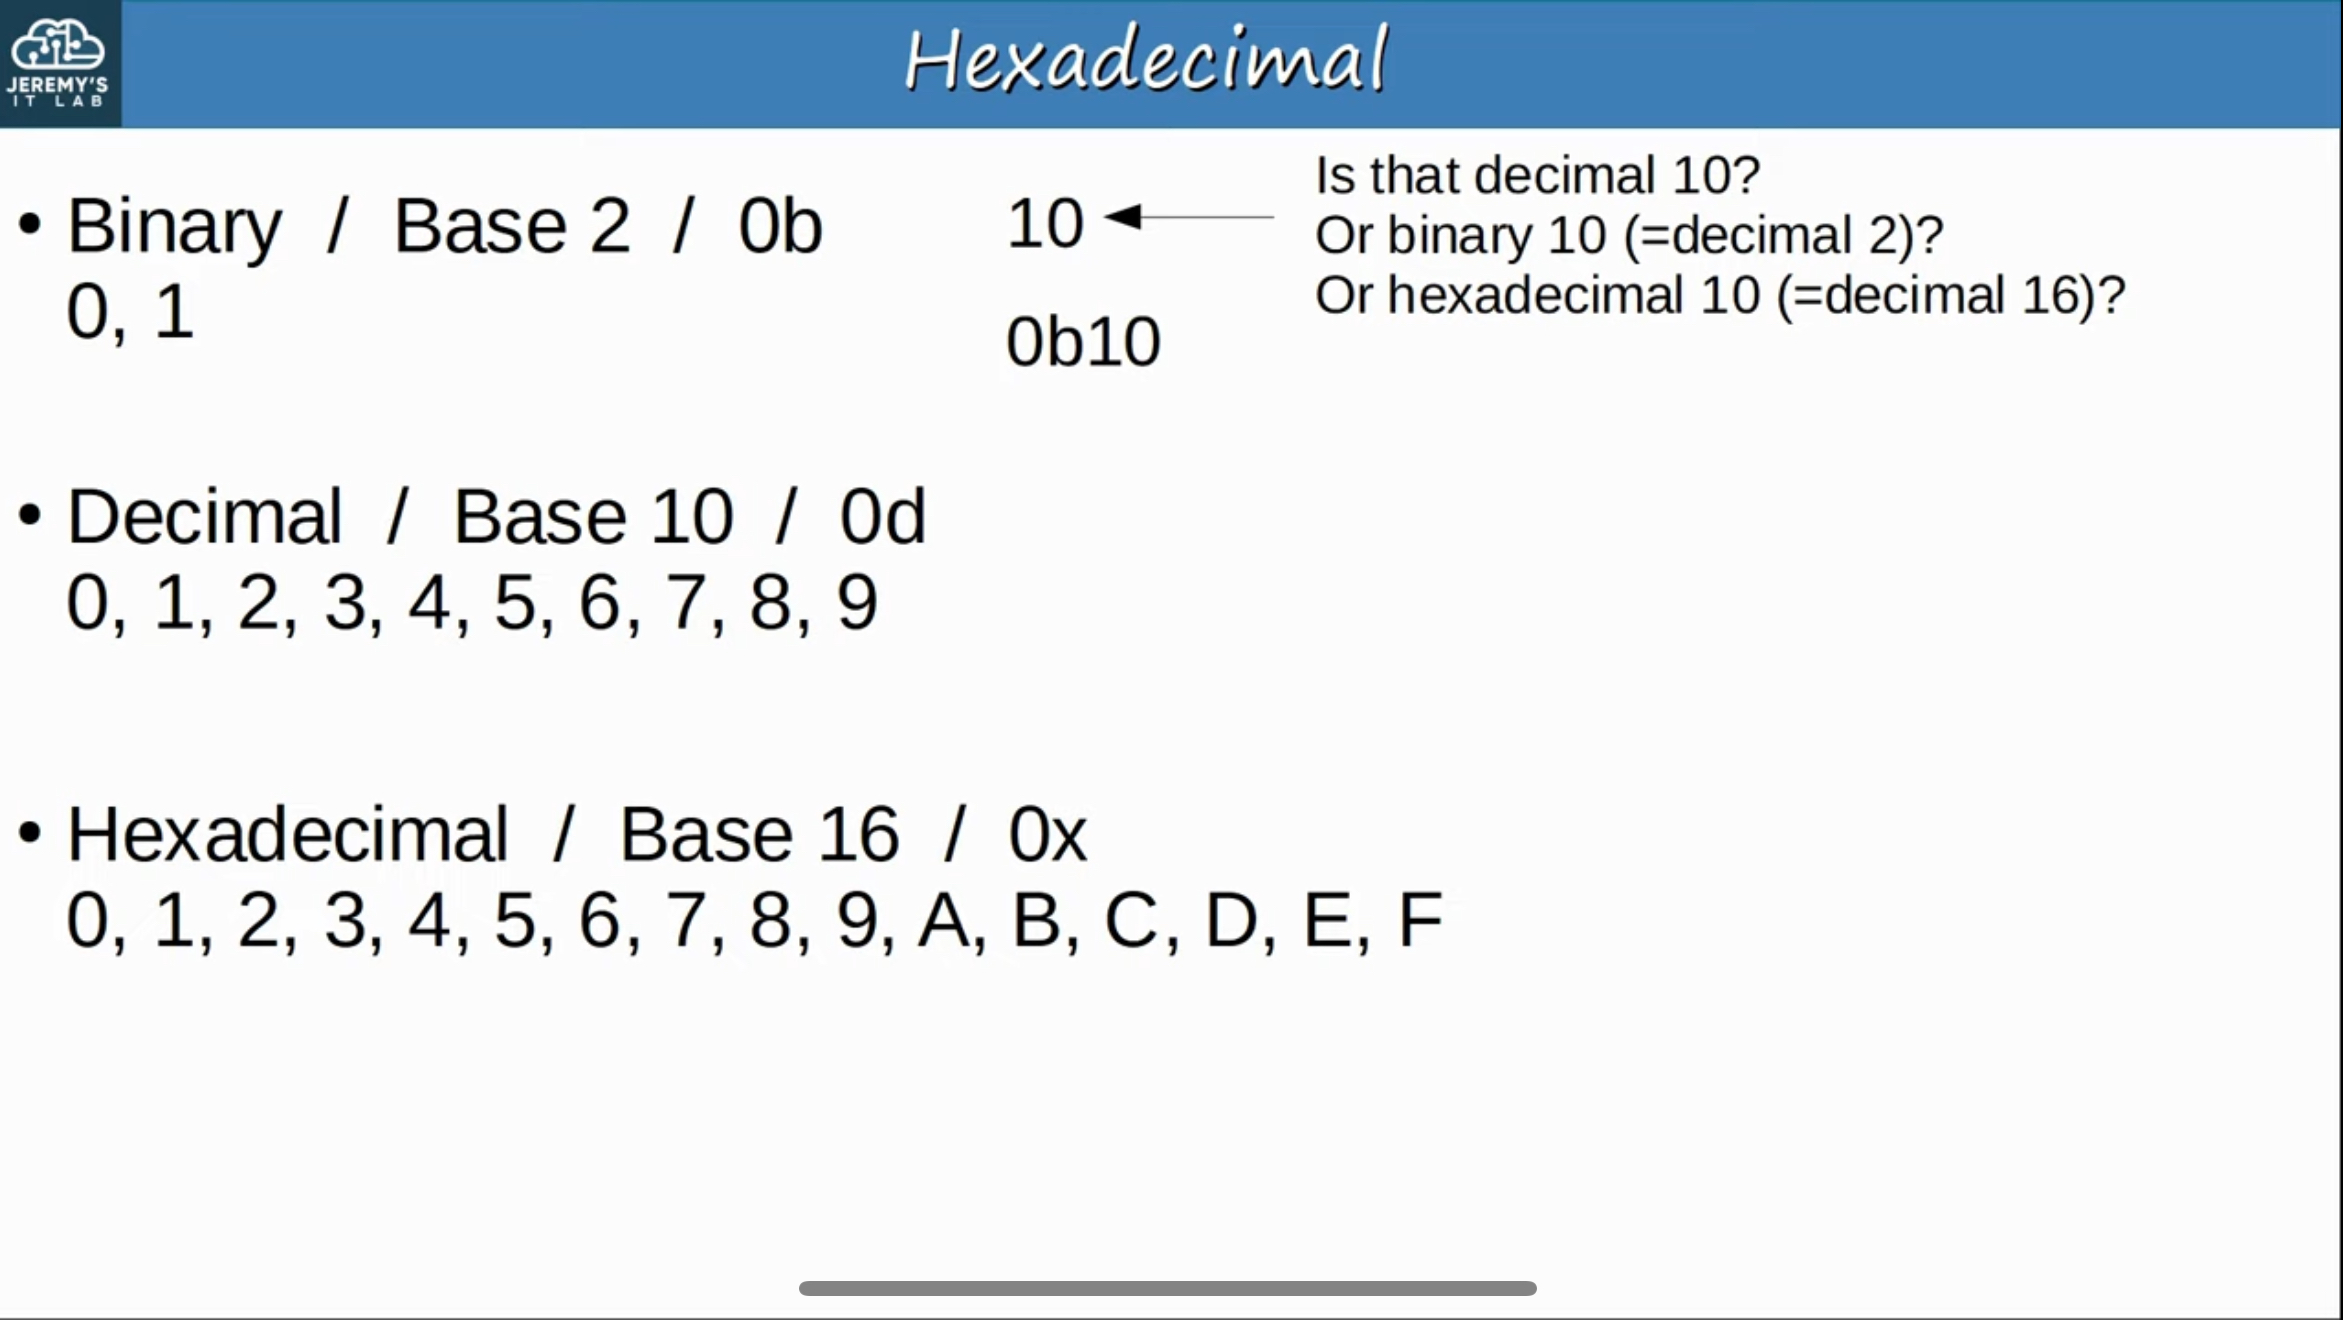 JEREMY'S
IT LAB
Hexadecimal
• Binary / Base 2 / 0b
0, 1
10
0b10
Is that decimal 10?
Or binary 10 (=decimal 2)?
Or hexadecimal 10 (=decimal 16)?
• Decimal / Base 10 / 0d
0, 1, 2, 3, 4, 5, 6, 7, 8, 9
• Hexadecimal / Base 16 / 0x
0, 1, 2, 3, 4, 5, 6, 7, 8, 9, A, B, C, D, E, F